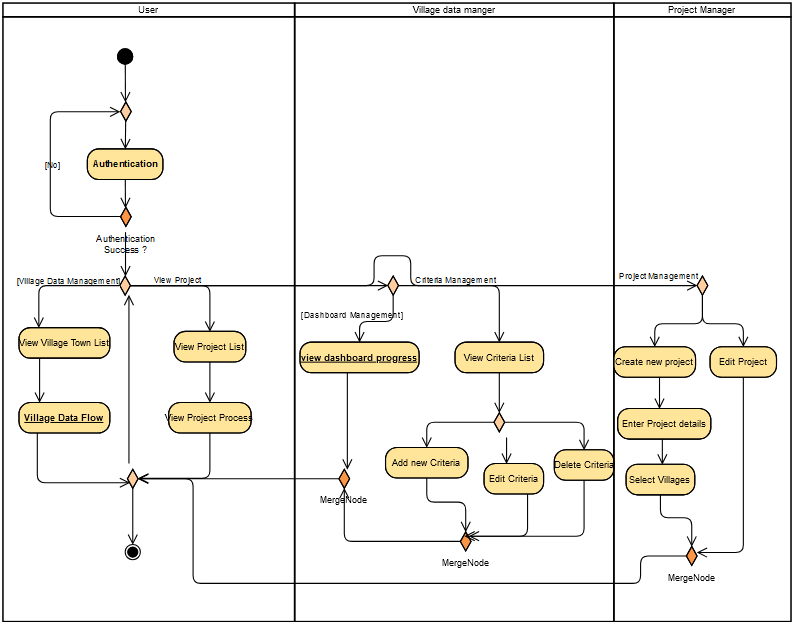 User
Village data manger
Project Manager
Authentication
[No]
Authentication
Success ?
[Village Data Management]
View Project
Criteria Management
Project Management
[Dashboard Management]
View Village Town List
View Project List
view dashboard progress
View Criteria List
Create new project
Edit Project
Village Data Flow
View Project Process
Enter Project details
Add new Criteria
Edit Criteria
Delete Criteria
Select Villages
MergeNode
MergeNode
MergeNode